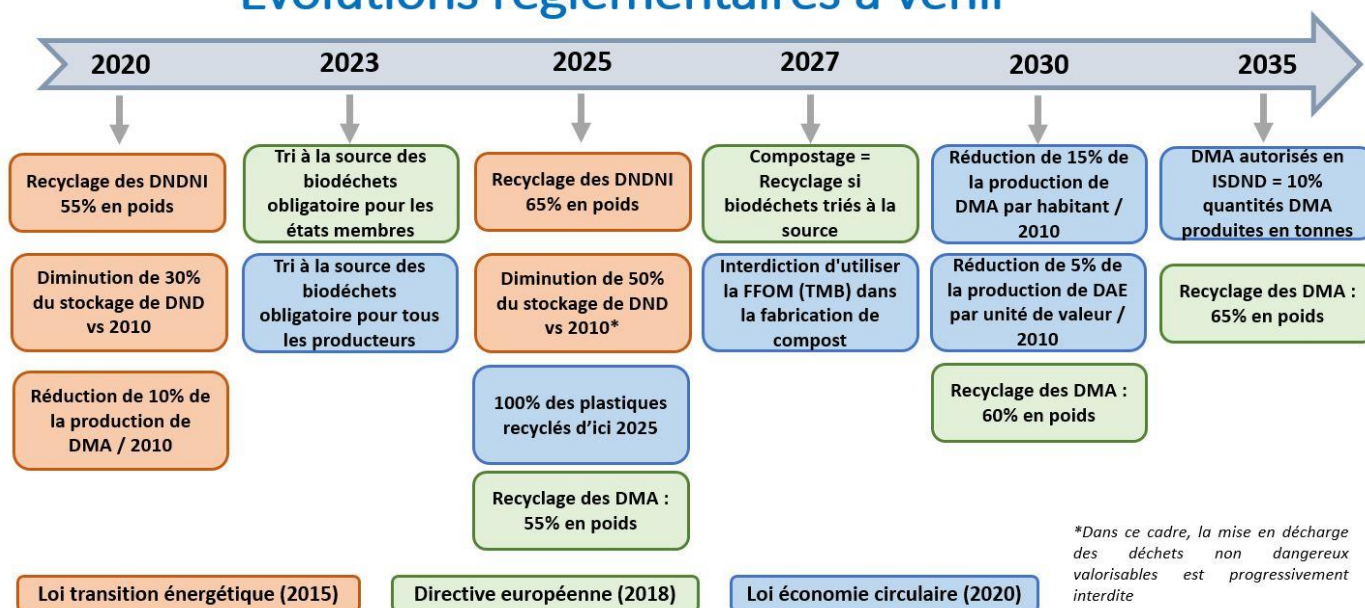 Evolutions réglementaires à venir
2020
2023
2025
2027
2030
2035
Recyclage des DNDNI
55% en poids
Diminution de 30%
du stockage de DND
vs 2010
Réduction de 10% de
la production de
DMA / 2010
Tri à la source des
biodéchets
obligatoire pour les
états membres
Tri à la source des
biodéchets
obligatoire pour tous
les producteurs
Recyclage des DNDNI
65% en poids
Diminution de 50%
du stockage de DND
vs 2010*
100% des plastiques
recyclés d’ici 2025
Recyclage des DMA :
55% en poids
Compostage =
Recyclage si
biodéchets triés à la
source
Interdiction d'utiliser
la FFOM (TMB) dans
la fabrication de
compost
Réduction de 15% de
la production de
DMA par habitant /
2010
Réduction de 5% de
la production de DAE
par unité de valeur /
2010
Recyclage des DMA :
60% en poids
DMA autorisés en
ISDND = 10%
quantités DMA
produites en tonnes
Recyclage des DMA :
65% en poids
*Dans ce cadre, la mise en décharge
des déchets non dangereux
valorisables est progressivement
interdite
Loi transition énergétique (2015)
Directive européenne (2018)
Loi économie circulaire (2020)